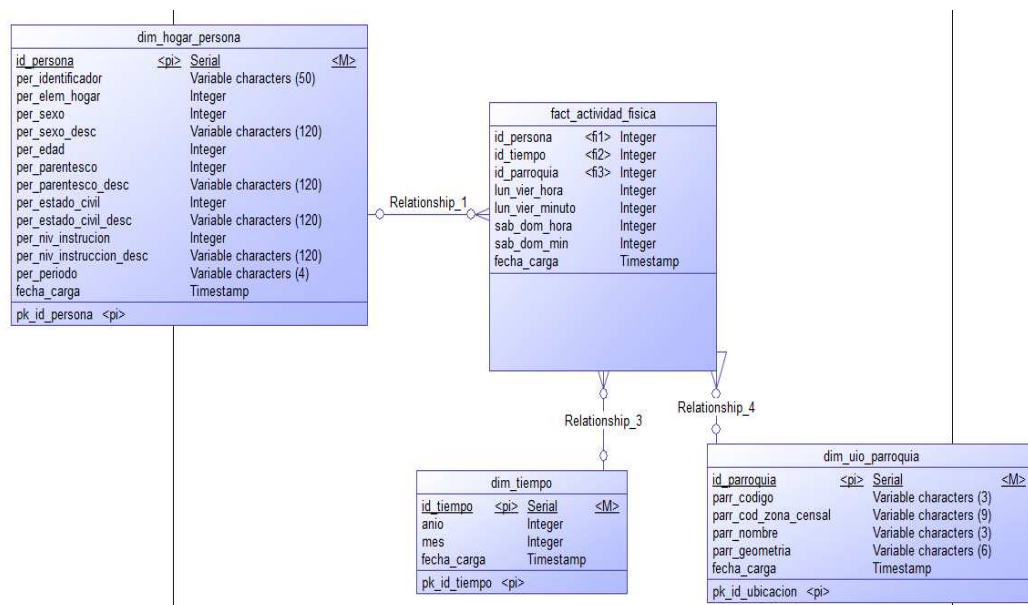 dim_hogar_persona
id_persona <pi> Serial <M>
per_identificador Variable characters (50)
per_elem_hogar Integer
per_sexo Integer
per_sexo_desc Variable characters (120)
per_edad Integer
per_parentesco Integer
per_parentesco_desc Variable characters (120)
per_estado_civil Integer
per_estado_civil_desc Variable characters (120)
per_niv_instrucion Integer
per_niv_instruccion_desc Variable characters (120)
per_periodo Variable characters (4)
fecha_carga Timestamp
pk_id_persona <pi>
Relationship_1
fact_actividad_fisica
id_persona <fi1> Integer
id_tiempo <fi2> Integer
id_parroquia <fi3> Integer
lun_vier_hora Integer
lun_vier_minuto Integer
sab_dom_hora Integer
sab_dom_min Integer
fecha_carga Timestamp
Relationship_3
Relationship_4
dim_tiempo
id_tiempo <pi> Serial <M>
anio Integer
mes Integer
fecha_carga Timestamp
pk_id_tiempo <pi>
dim_uio_parroquia
id_parroquia <pi> Serial <M>
parr_codigo Variable characters (3)
parr_cod_zona_censal Variable characters (9)
parr_nombre Variable characters (3)
parr_geometria Variable characters (6)
fecha_carga Timestamp
pk_id_ubicacion <pi>